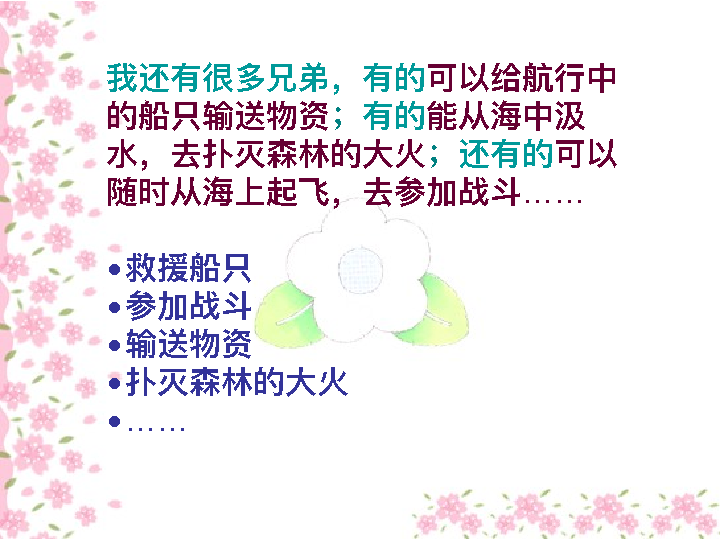 我还有很多兄弟，有的可以给航行中
的船只输送物资；有的能从海中汲
水，去扑灭森林的大火；还有的可以
随时从海上起飞，去参加战斗……
•救援船只
•参加战斗
•输送物资
•扑灭森林的大火
•……